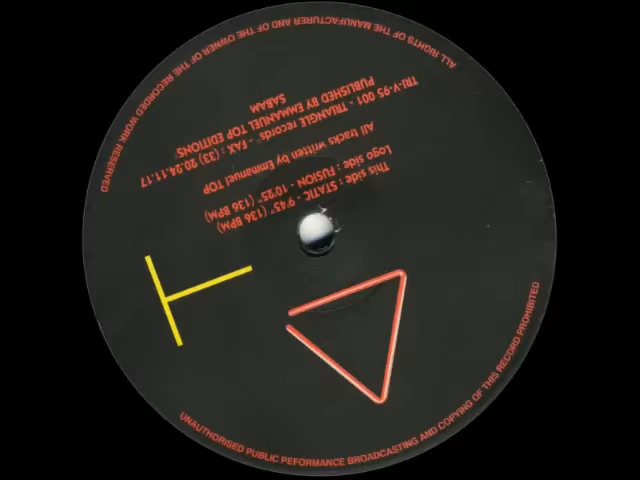 T
This side : STATIC - 9'45" (136 BPM)
Logo side : FUSION - 10'25" (136 BPM)
All tracks written by Emmanuel TOP
TRI-Y-95 001 - TRIANGLE records - FAX : (33) 20.24.11.17
PUBLISHED BY EMMANUEL TOP EDITIONS
SABAM
ALL RIGHTS OF THE MANUFACTURER AND OF THE OWNER OF THE RECORDED WORK RESERVED
UNAUTHORISED PUBLIC PEFORMANCE BROADCASTING AND COPYING OF THIS RECORD PROHIBITED